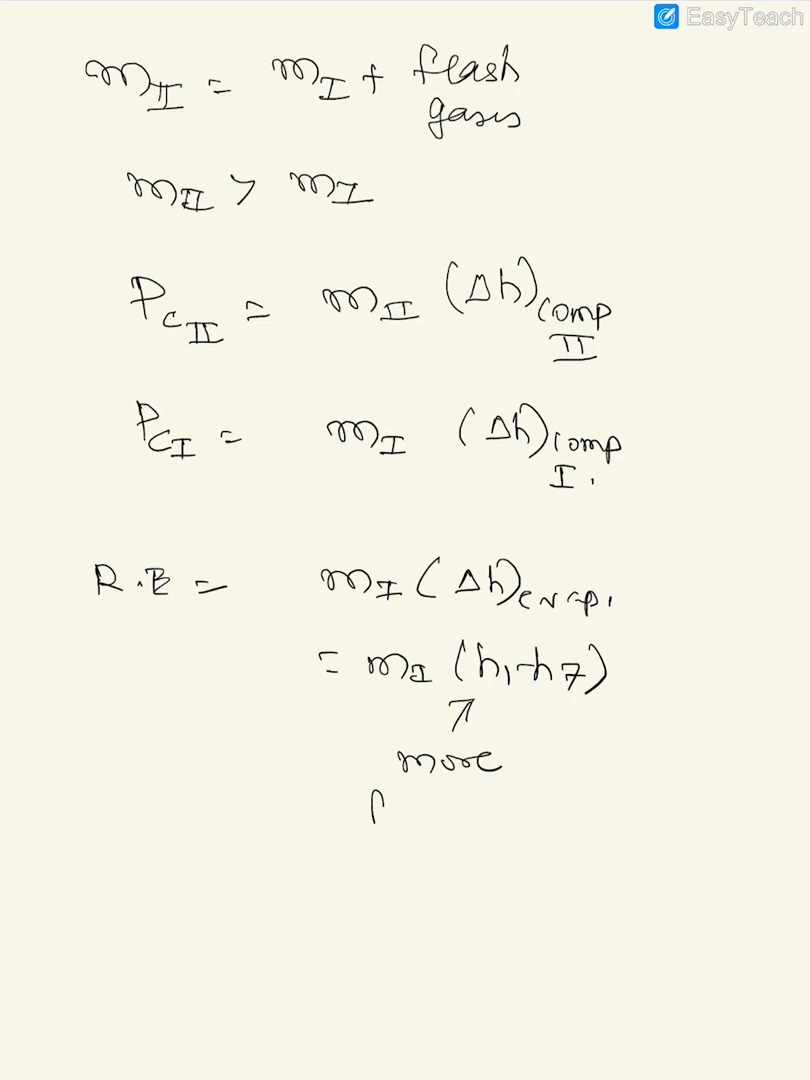 EasyTeach
m_II = m_I + flash
gases
m_II > m_I
P_C_II = m_II (Δh)_comp
II
P_C_I = m_I (Δh)_comp
I.
R.E = m_I (Δh)_evap.
= m_I (h₁-h₇)
↗
more